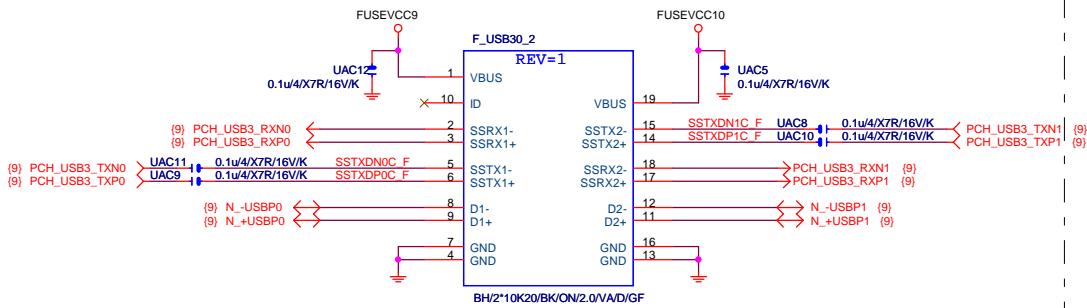 FUSEVCC9 FUSEVCC10
F_USB30_2
REV=1
UAC12
0.1u/4/X7R/16V/K
UAC5
0.1u/4/X7R/16V/K
1 VBUS
10 ID
VBUS 19
{9} PCH_USB3_RXN0 2 SSRX1-
{9} PCH_USB3_RXP0 3 SSRX1+
SSTX2- 15 SSTXDN1C_F UAC8 0.1u/4/X7R/16V/K PCH_USB3_TXN1 {9}
SSTX2+ 14 SSTXDP1C_F UAC10 0.1u/4/X7R/16V/K PCH_USB3_TXP1 {9}
{9} PCH_USB3_TXN0 UAC11 0.1u/4/X7R/16V/K SSTXDN0C_F 5 SSTX1-
{9} PCH_USB3_TXP0 UAC9 0.1u/4/X7R/16V/K SSTXDP0C_F 6 SSTX1+
SSRX2- 18 PCH_USB3_RXN1 {9}
SSRX2+ 17 PCH_USB3_RXP1 {9}
{9} N_-USBP0 8 D1-
{9} N_+USBP0 9 D1+
D2- 12 N_-USBP1 {9}
D2+ 11 N_+USBP1 {9}
7 GND
4 GND
GND 16
GND 13
BH/2*10K20/BK/ON/2.0/VA/D/GF